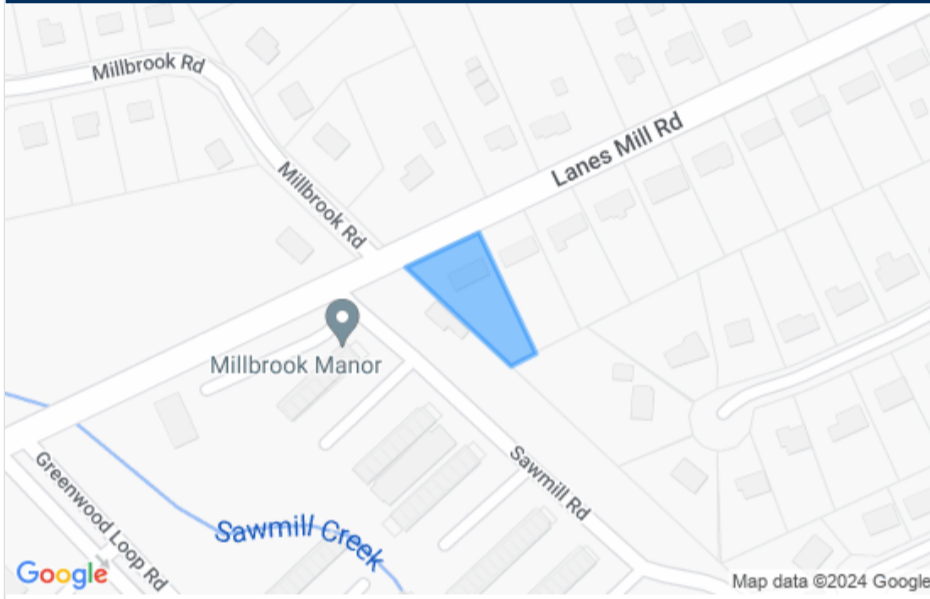 Millbrook Rd
Lanes Mill Rd
Millbrook Rd
Millbrook Manor
Sawmill Rd
Greenwood Loop Rd
Sawmill Creek
Google
Map data ©2024 Google